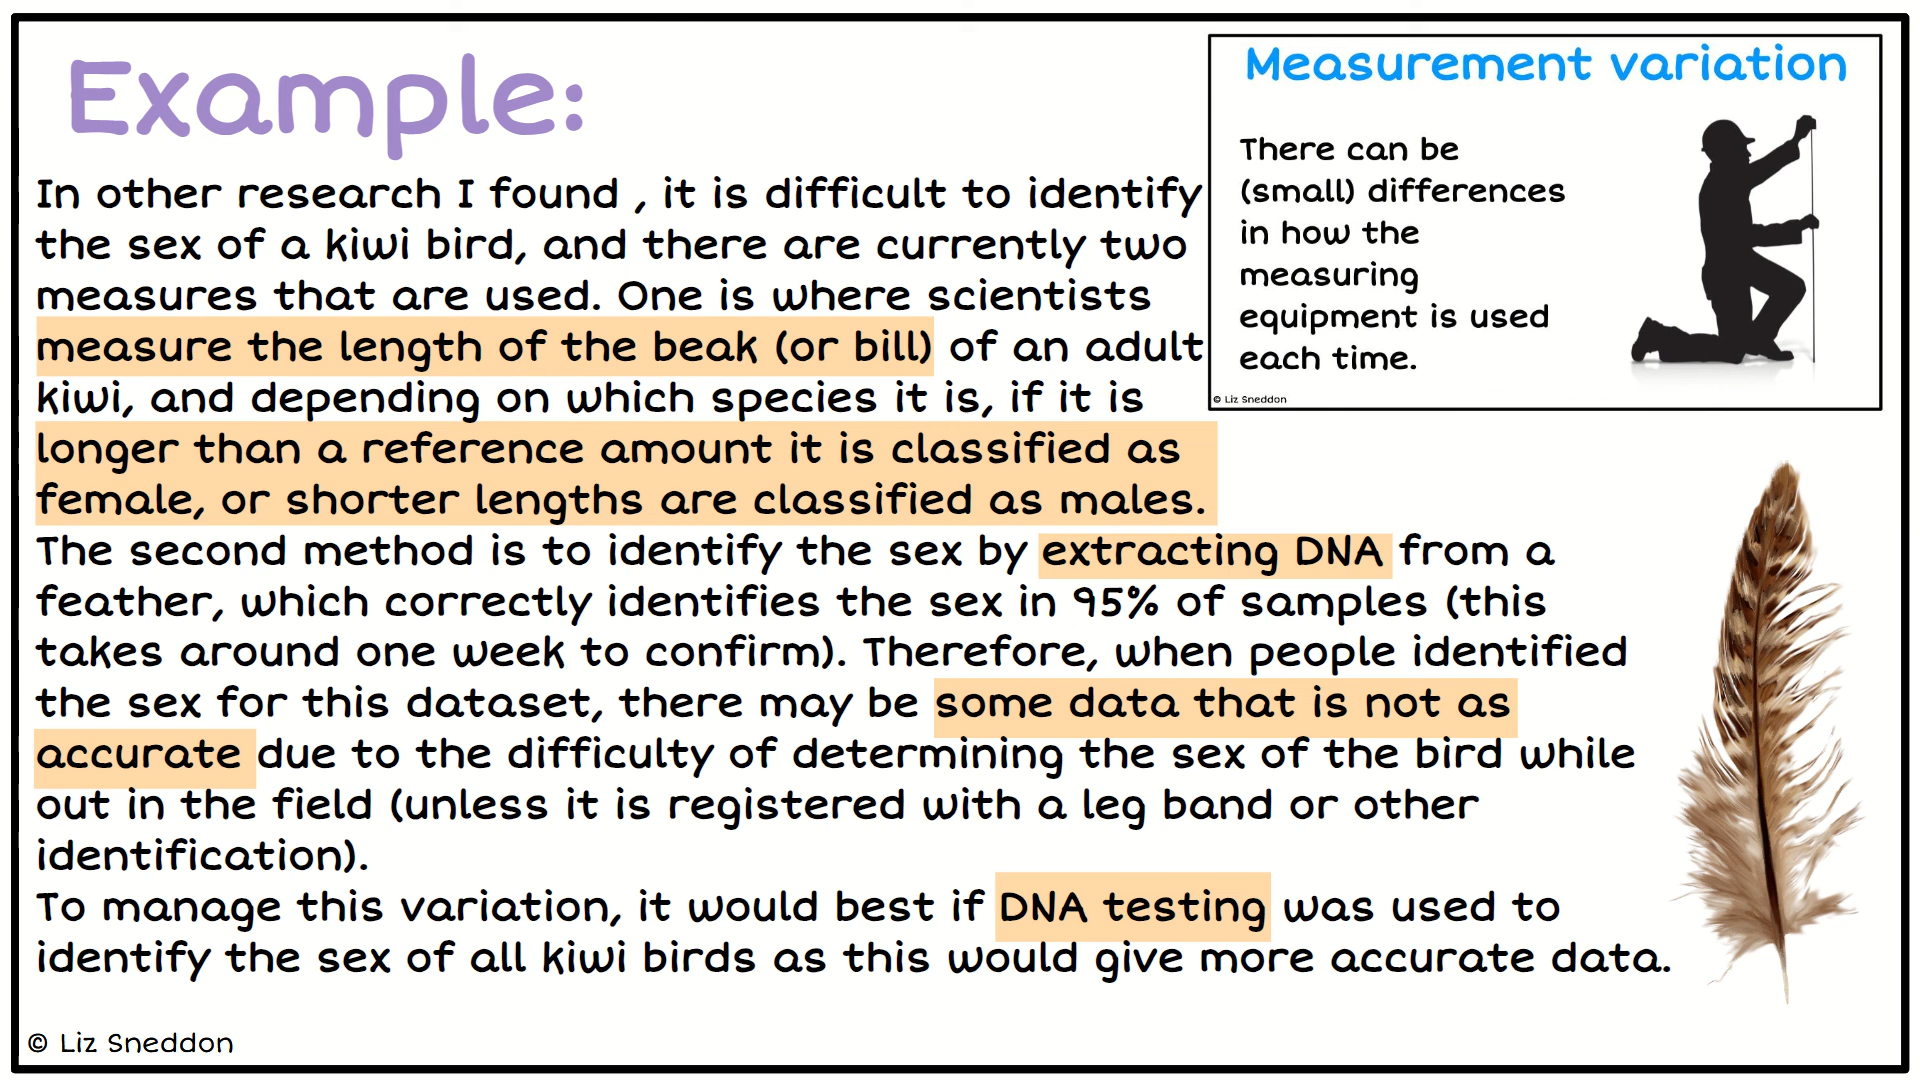 Example:
In other research I found , it is difficult to identify
the sex of a kiwi bird, and there are currently two
measures that are used. One is where scientists
measure the length of the beak (or bill) of an adult
kiwi, and depending on which species it is, if it is
longer than a reference amount it is classified as
female, or shorter lengths are classified as males.
The second method is to identify the sex by extracting DNA from a
feather, which correctly identifies the sex in 95% of samples (this
takes around one week to confirm). Therefore, when people identified
the sex for this dataset, there may be some data that is not as
accurate due to the difficulty of determining the sex of the bird while
out in the field (unless it is registered with a leg band or other
identification).
To manage this variation, it would best if DNA testing was used to
identify the sex of all kiwi birds as this would give more accurate data.
Measurement variation
There can be
(small) differences
in how the
measuring
equipment is used
each time.
© Liz Sneddon
© Liz Sneddon